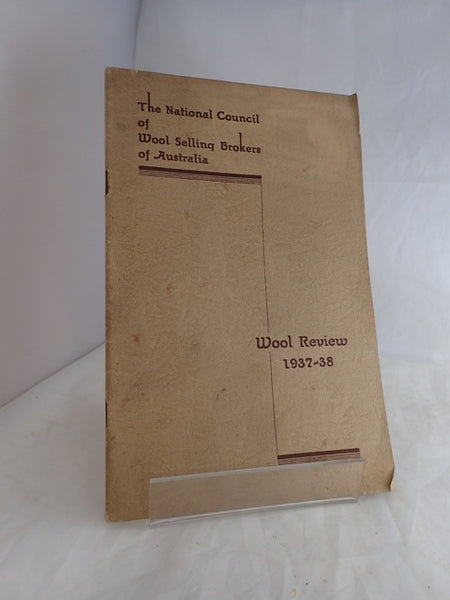 The National Council
of
Wool Selling Brokers
of Australia
Wool Review
1937-38